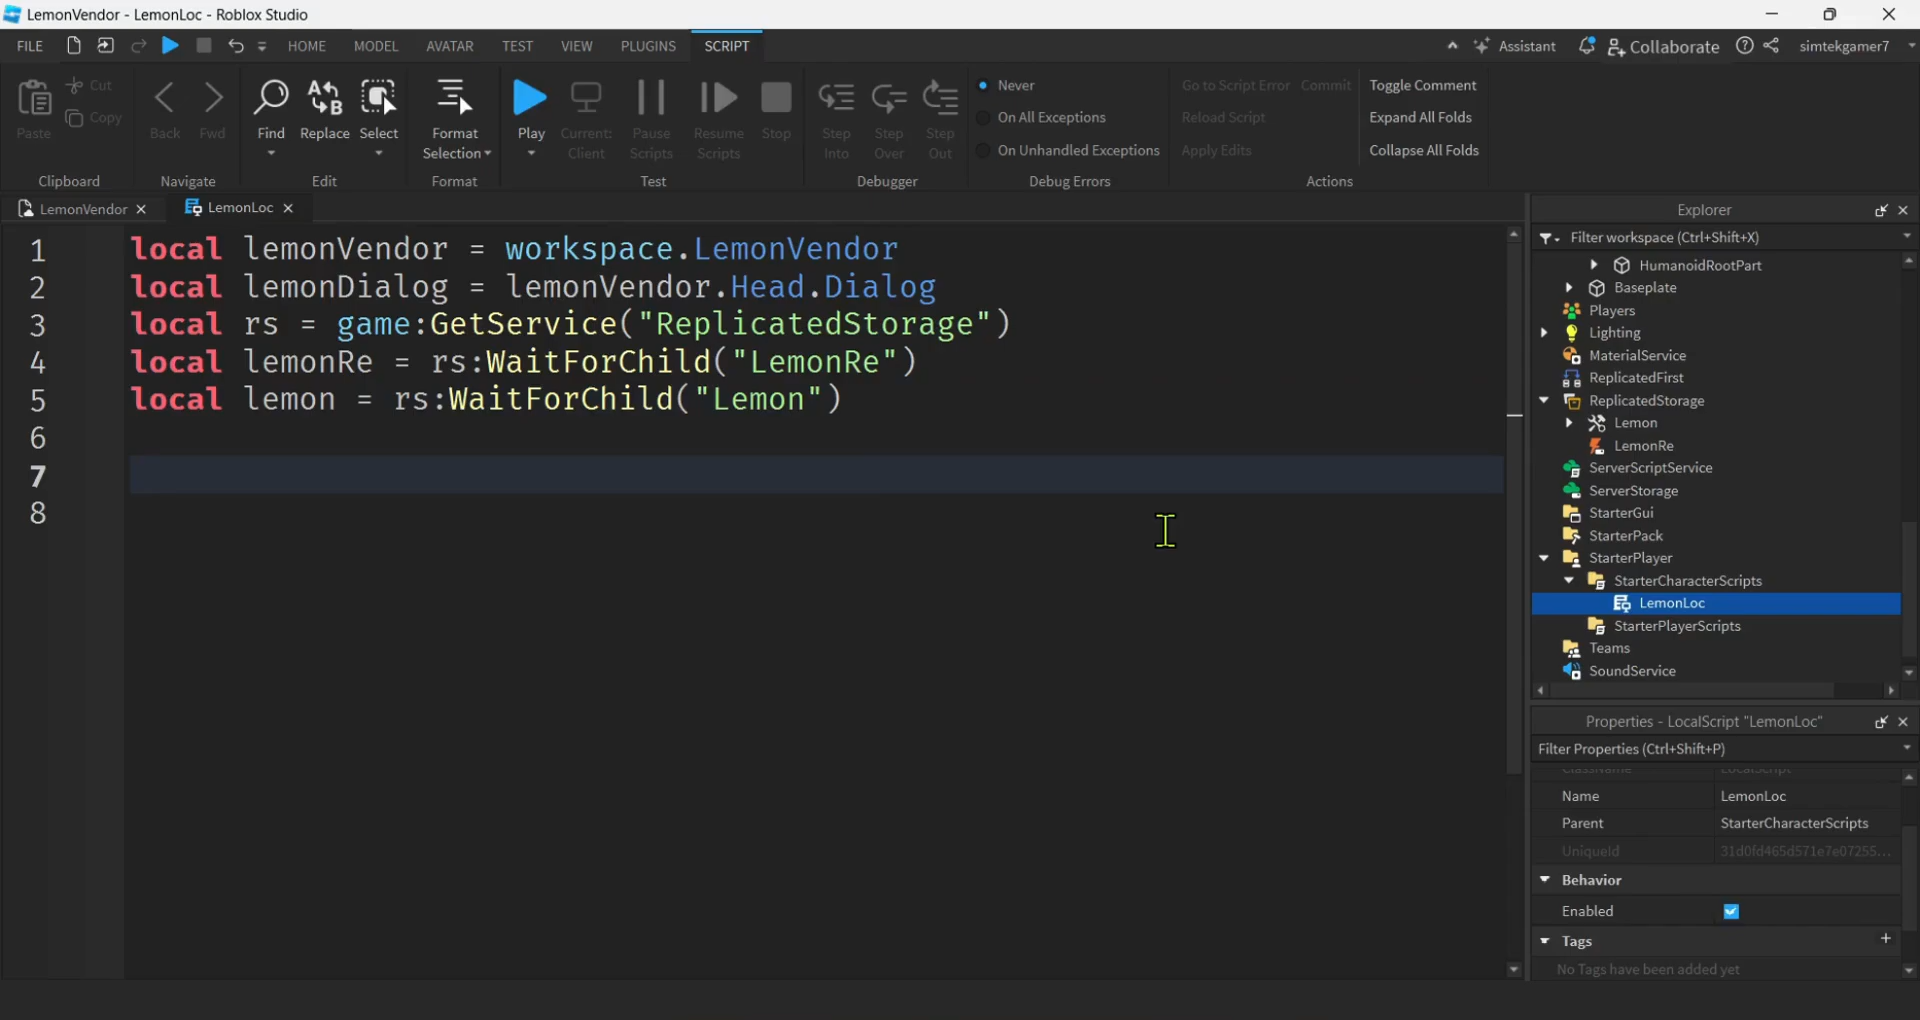 LemonVendor - LemonLoc - Roblox Studio
FILE HOME MODEL AVATAR TEST VIEW PLUGINS SCRIPT Assistant Collaborate simtekgamer7
Paste Cut Copy
Clipboard
Back Fwd
Navigate
Find Replace Select
Edit
Format Selection
Format
Play Current: Client Pause Scripts Resume Scripts Stop
Test
Step Into Step Over Step Out
Debugger
Never
On All Exceptions
On Unhandled Exceptions
Debug Errors
Go to Script Error Commit
Reload Script
Apply Edits
Toggle Comment
Expand All Folds
Collapse All Folds
Actions
LemonVendor LemonLoc
1 local lemonVendor = workspace.LemonVendor
2 local lemonDialog = lemonVendor.Head.Dialog
3 local rs = game:GetService("ReplicatedStorage")
4 local lemonRe = rs:WaitForChild("LemonRe")
5 local lemon = rs:WaitForChild("Lemon")
6
7
8
Explorer
Filter workspace (Ctrl+Shift+X)
HumanoidRootPart
Baseplate
Players
Lighting
MaterialService
ReplicatedFirst
ReplicatedStorage
Lemon
LemonRe
ServerScriptService
ServerStorage
StarterGui
StarterPack
StarterPlayer
StarterCharacterScripts
LemonLoc
StarterPlayerScripts
Teams
SoundService
Properties - LocalScript "LemonLoc"
Filter Properties (Ctrl+Shift+P)
ClassName LocalScript
Name LemonLoc
Parent StarterCharacterScripts
UniqueId 31d0fd465d571e7e07255...
Behavior
Enabled
Tags +
No Tags have been added yet